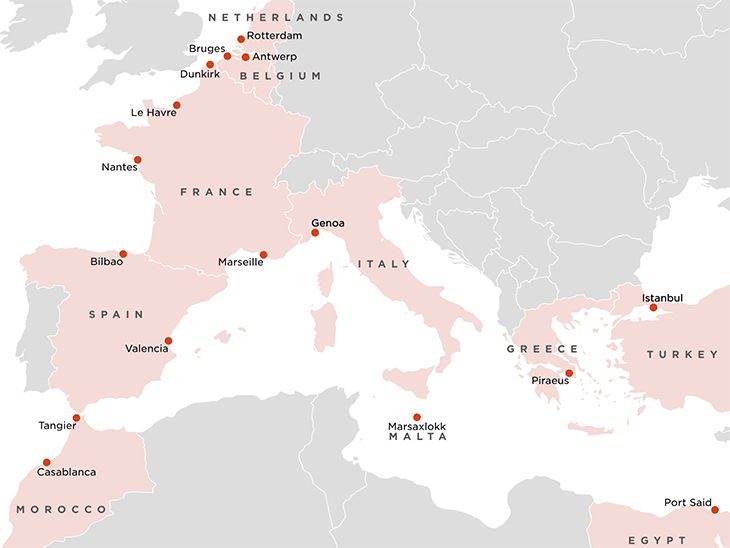 NETHERLANDS
Rotterdam
Bruges
Antwerp
Dunkirk
BELGIUM
Le Havre
Nantes
FRANCE
Genoa
Bilbao
Marseille
ITALY
Istanbul
SPAIN
Valencia
GREECE
TURKEY
Piraeus
Tangier
Marsaxlokk
MALTA
Casablanca
Port Said
MOROCCO
EGYPT